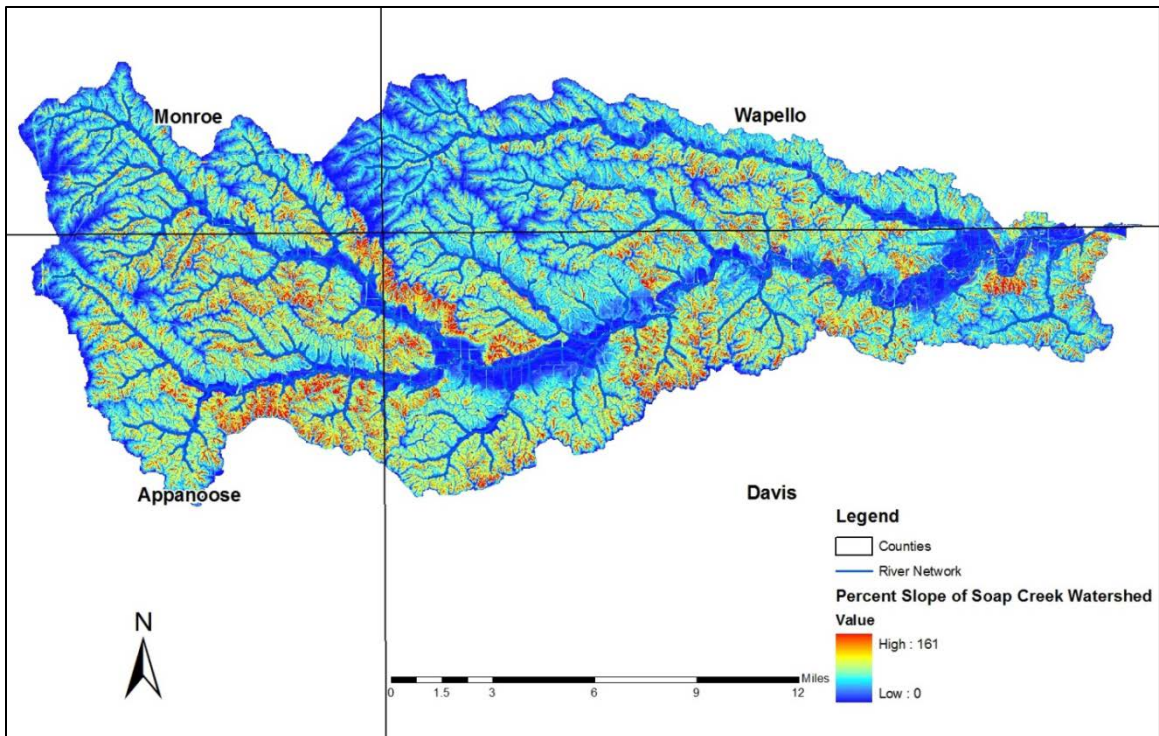 Monroe
Wapello
Appanoose
Davis
Legend
Counties
River Network
Percent Slope of Soap Creek Watershed
Value
High : 161
Low : 0
N
Miles
0 1.5 3 6 9 12